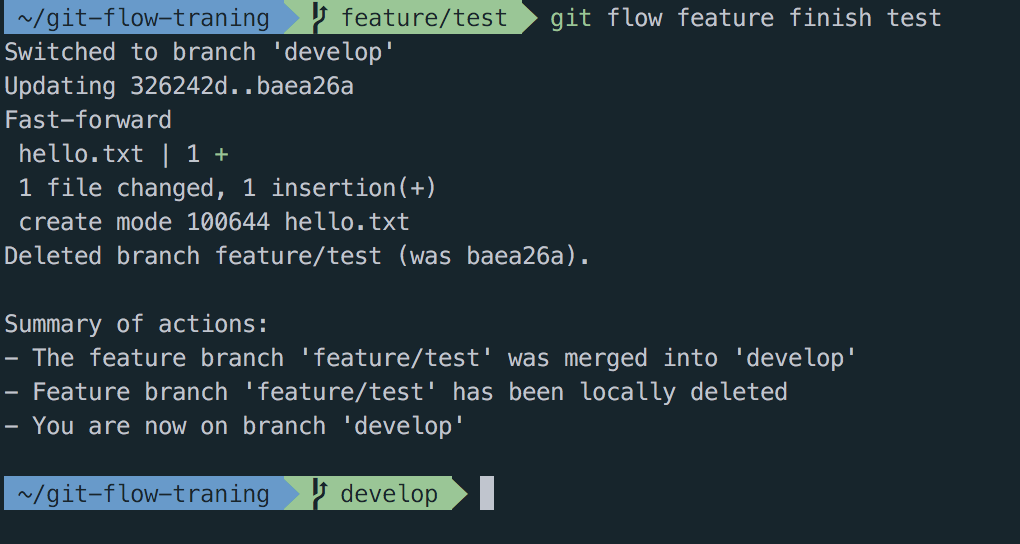 ~/git-flow-traning feature/test git flow feature finish test
Switched to branch 'develop'
Updating 326242d..baea26a
Fast-forward
 hello.txt | 1 +
 1 file changed, 1 insertion(+)
 create mode 100644 hello.txt
Deleted branch feature/test (was baea26a).

Summary of actions:
- The feature branch 'feature/test' was merged into 'develop'
- Feature branch 'feature/test' has been locally deleted
- You are now on branch 'develop'

~/git-flow-traning develop